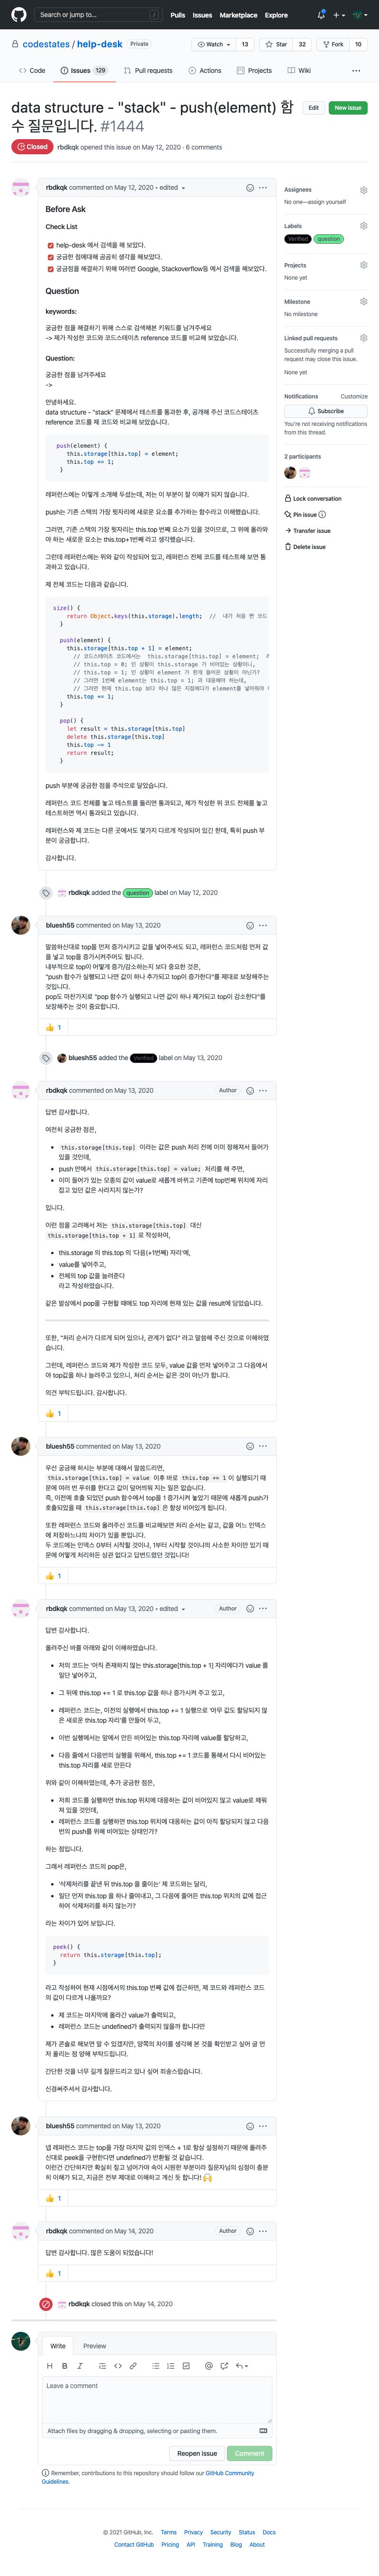 Search or jump to...
/
Pulls Issues Marketplace Explore
codestates / help-desk Private
Watch 13 Star 32 Fork 10
Code Issues 129 Pull requests Actions Projects Wiki
data structure - "stack" - push(element) 함
수 질문입니다. #1444
Edit New issue
Closed rbdkqk opened this issue on May 12, 2020 · 6 comments
rbdkqk commented on May 12, 2020 • edited
Before Ask
Check List
help-desk 에서 검색을 해 보았다.
궁금한 점에대해 곰곰히 생각을 해보았다.
궁금점을 해결하기 위해 여러번 Google, Stackoverflow등 에서 검색을 해보았다.
Question
keywords:
궁금한 점을 해결하기 위해 스스로 검색해본 키워드를 남겨주세요
-> 제가 작성한 코드와 코드스테이츠 reference 코드를 비교해 보았습니다.
Question:
궁금한 점을 남겨주세요
->
안녕하세요.
data structure - "stack" 문제에서 테스트를 통과한 후, 공개해 주신 코드스테이츠
reference 코드를 제 코드와 비교해 보았습니다.
push(element) {
this.storage[this.top] = element;
this.top += 1;
}
레퍼런스에는 이렇게 소개해 두셨는데, 저는 이 부분이 잘 이해가 되지 않습니다.
push는 기존 스택의 가장 윗자리에 새로운 요소를 추가하는 함수라고 이해했습니다.
그러면, 기존 스택의 가장 윗자리는 this.top 번째 요소가 있을 것이므로, 그 위에 올라와
야 하는 새로운 요소는 this.top+1번째 라고 생각했습니다.
그런데 레퍼런스에는 위와 같이 작성되어 있고, 레퍼런스 전체 코드를 테스트해 보면 통
과하고 있습니다.
제 전체 코드는 다음과 같습니다.
size() {
return Object.keys(this.storage).length; // 내가 처음 짠 코드
}
push(element) {
this.storage[this.top + 1] = element;
// 코드스테이츠 코드에서는 this.storage[this.top] = element;
// this.top = 0; 인 상황이 this.storage 가 비어있는 상황이니,
// this.top = 1; 인 상황이 element 가 한개 들어온 상황이 아닌가?
// 그러면 1번째 element는 this.top = 1; 과 대응해야 하는데,
// 그러면 현재 this.top 보다 하나 많은 지점에다가 element를 넣어줘야
this.top += 1;
}
pop() {
let result = this.storage[this.top]
delete this.storage[this.top]
this.top -= 1
return result;
}
push 부분에 궁금한 점을 주석으로 달았습니다.
레퍼런스 코드 전체를 놓고 테스트를 돌리면 통과되고, 제가 작성한 위 코드 전체를 놓고
테스트하면 역시 통과되고 있습니다.
레퍼런스와 제 코드는 다른 곳에서도 몇가지 다르게 작성되어 있긴 한데, 특히 push 부
분이 궁금합니다.
감사합니다.
Assignees
No one—assign yourself
Labels
Verified question
Projects
None yet
Milestone
No milestone
Linked pull requests
Successfully merging a pull
request may close this issue.
None yet
Notifications Customize
Subscribe
You're not receiving notifications
from this thread.
2 participants
Lock conversation
Pin issue
Transfer issue
Delete issue
rbdkqk added the question label on May 12, 2020
bluesh55 commented on May 13, 2020
말씀하신대로 top을 먼저 증가시키고 값을 넣어주셔도 되고, 레퍼런스 코드처럼 먼저 값
을 넣고 top을 증가시켜주어도 됩니다.
내부적으로 top이 어떻게 증가/감소하는지 보다 중요한 것은,
"push 함수가 실행되고 나면 값이 하나 추가되고 top이 증가한다"를 제대로 보장해주는
것입니다.
pop도 마찬가지로 "pop 함수가 실행되고 나면 값이 하나 제거되고 top이 감소한다"를
보장해주는 것이 중요합니다.
1
bluesh55 added the Verified label on May 13, 2020
rbdkqk commented on May 13, 2020 Author
답변 감사합니다.
여전히 궁금한 점은,
this.storage[this.top] 이라는 값은 push 처리 전에 이미 정해져서 들어가
있을 것인데,
push 안에서 this.storage[this.top] = value; 처리를 해 주면,
이미 들어가 있는 모종의 값이 value로 새롭게 바뀌고 기존에 top번째 위치에 자리
잡고 있던 값은 사라지지 않는가?
입니다.
이런 점을 고려해서 저는 this.storage[this.top] 대신
this.storage[this.top + 1] 로 작성하여,
this.storage 의 this.top 의 '다음(+1번째) 자리'에,
value를 넣어주고,
전체의 top 값을 늘려준다
라고 작성하였습니다.
같은 발상에서 pop을 구현할 때에도 top 자리에 현재 있는 값을 result에 담았습니다.
또한, "처리 순서가 다르게 되어 있으나, 관계가 없다" 라고 말씀해 주신 것으로 이해하였
습니다.
그런데, 레퍼런스 코드와 제가 작성한 코드 모두, value 값을 먼저 넣어주고 그 다음에서
야 top값을 하나 늘려주고 있으니, 처리 순서는 같은 것이 아닌가 합니다.
의견 부탁드립니다. 감사합니다.
1
bluesh55 commented on May 13, 2020
우선 궁금해 하시는 부분에 대해서 말씀드리면,
this.storage[this.top] = value 이후 바로 this.top += 1 이 실행되기 때
문에 여러 번 푸쉬를 한다고 값이 덮어씌워 지는 일은 없습니다.
즉, 이전에 호출 되었던 push 함수에서 top을 1 증가시켜 놓았기 때문에 새롭게 push가
호출되었을 때 this.storage[this.top] 은 항상 비어있게 됩니다.
또한 레퍼런스 코드와 올려주신 코드를 비교해보면 처리 순서는 같고, 값을 어느 인덱스
에 저장하느냐의 차이가 있을 뿐입니다.
두 코드에는 인덱스 0부터 시작할 것이냐, 1부터 시작할 것이냐의 사소한 차이만 있기 때
문에 어떻게 처리하든 상관 없다고 답변드렸던 것입니다!
1
rbdkqk commented on May 13, 2020 • edited Author
답변 감사합니다.
올려주신 바를 아래와 같이 이해하였습니다.
저의 코드는 '아직 존재하지 않는 this.storage[this.top + 1] 자리에다가 value 를
일단 넣어주고,
그 뒤에 this.top += 1 로 this.top 값을 하나 증가시켜 주고 있고,
레퍼런스 코드는, 이전의 실행에서 this.top += 1 실행으로 '아무 값도 할당되지 않
은 새로운 this.top 자리'를 만들어 두고,
이번 실행에서는 앞에서 만든 비어있는 this.top 자리에 value를 할당하고,
다음 줄에서 다음번의 실행을 위해서, this.top += 1 코드를 통해서 다시 비어있는
this.top 자리를 새로 만든다
위와 같이 이해하였는데, 추가 궁금한 점은,
저희 코드를 실행하면 this.top 위치에 대응하는 값이 비어있지 않고 value로 채워
져 있을 것인데,
레퍼런스 코드를 실행하면 this.top 위치에 대응하는 값이 아직 할당되지 않고 다음
번의 push를 위해 비어있는 상태인가?
하는 점입니다.
그래서 레퍼런스 코드의 pop은,
'삭제처리를 끝낸 뒤 this.top 을 줄이는' 제 코드와는 달리,
일단 먼저 this.top 을 하나 줄여내고, 그 다음에 줄어든 this.top 위치의 값에 접근
하여 삭제처리를 하지 않는가?
라는 차이가 있어 보입니다.
peek() {
return this.storage[this.top];
}
라고 작성하여 현재 시점에서의 this.top 번째 값에 접근하면, 제 코드와 레퍼런스 코드
의 값이 다르게 나올까요?
제 코드는 마지막에 올라간 value가 출력되고,
레퍼런스 코드는 undefined가 출력되지 않을까 합니다만
제가 콘솔로 해보면 알 수 있겠지만, 양쪽의 차이를 생각해 본 것을 확인받고 싶어 글 먼
저 올리는 점 양해 부탁드립니다.
간단한 것을 너무 길게 질문드리고 있나 싶어 죄송스럽습니다.
신경써주셔서 감사합니다.
bluesh55 commented on May 13, 2020
넵 레퍼런스 코드는 top을 가장 마지막 값의 인덱스 + 1로 항상 설정하기 때문에 올려주
신대로 peek을 구현한다면 undefined가 반환될 것 같습니다.
이런건 간단하지만 확실히 짚고 넘어가야 속이 시원한 부분이라 질문자님의 심정이 충분
히 이해가 되고, 지금은 전부 제대로 이해하고 계신 듯 합니다! 🙌
1
rbdkqk commented on May 14, 2020 Author
답변 감사합니다. 많은 도움이 되었습니다!
1
rbdkqk closed this on May 14, 2020
Write Preview
Leave a comment
Attach files by dragging & dropping, selecting or pasting them.
Reopen issue Comment
Remember, contributions to this repository should follow our GitHub Community
Guidelines.
© 2021 GitHub, Inc. Terms Privacy Security Status Docs
Contact GitHub Pricing API Training Blog About